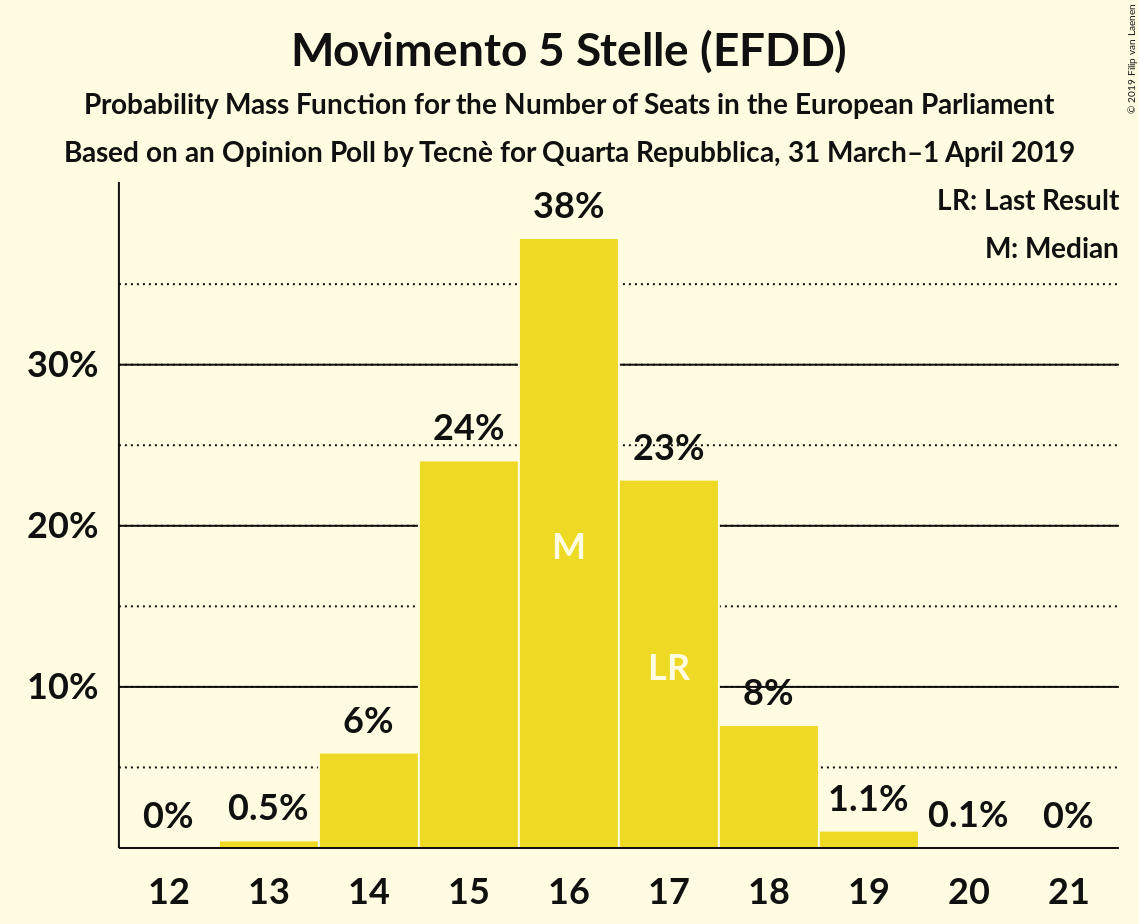 Movimento 5 Stelle (EFDD)
Probability Mass Function for the Number of Seats in the European Parliament
Based on an Opinion Poll by Tecnè for Quarta Repubblica, 31 March–1 April 2019
© 2019 Filip van Laenen
LR: Last Result
M: Median
38%
30%
24%
23%
20%
M
LR
10%
8%
6%
1.1%
0.5%
0%
0.1%
0%
12 13 14 15 16 17 18 19 20 21